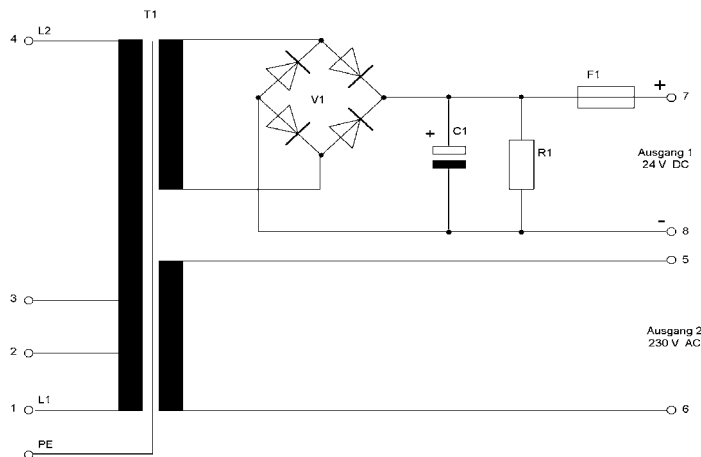 T1
4 L2
V1
F1
+ 7
+ C1
R1
Ausgang 1
24 V DC
- 8
5
3
Ausgang 2
230 V AC
2
1 L1
6
PE